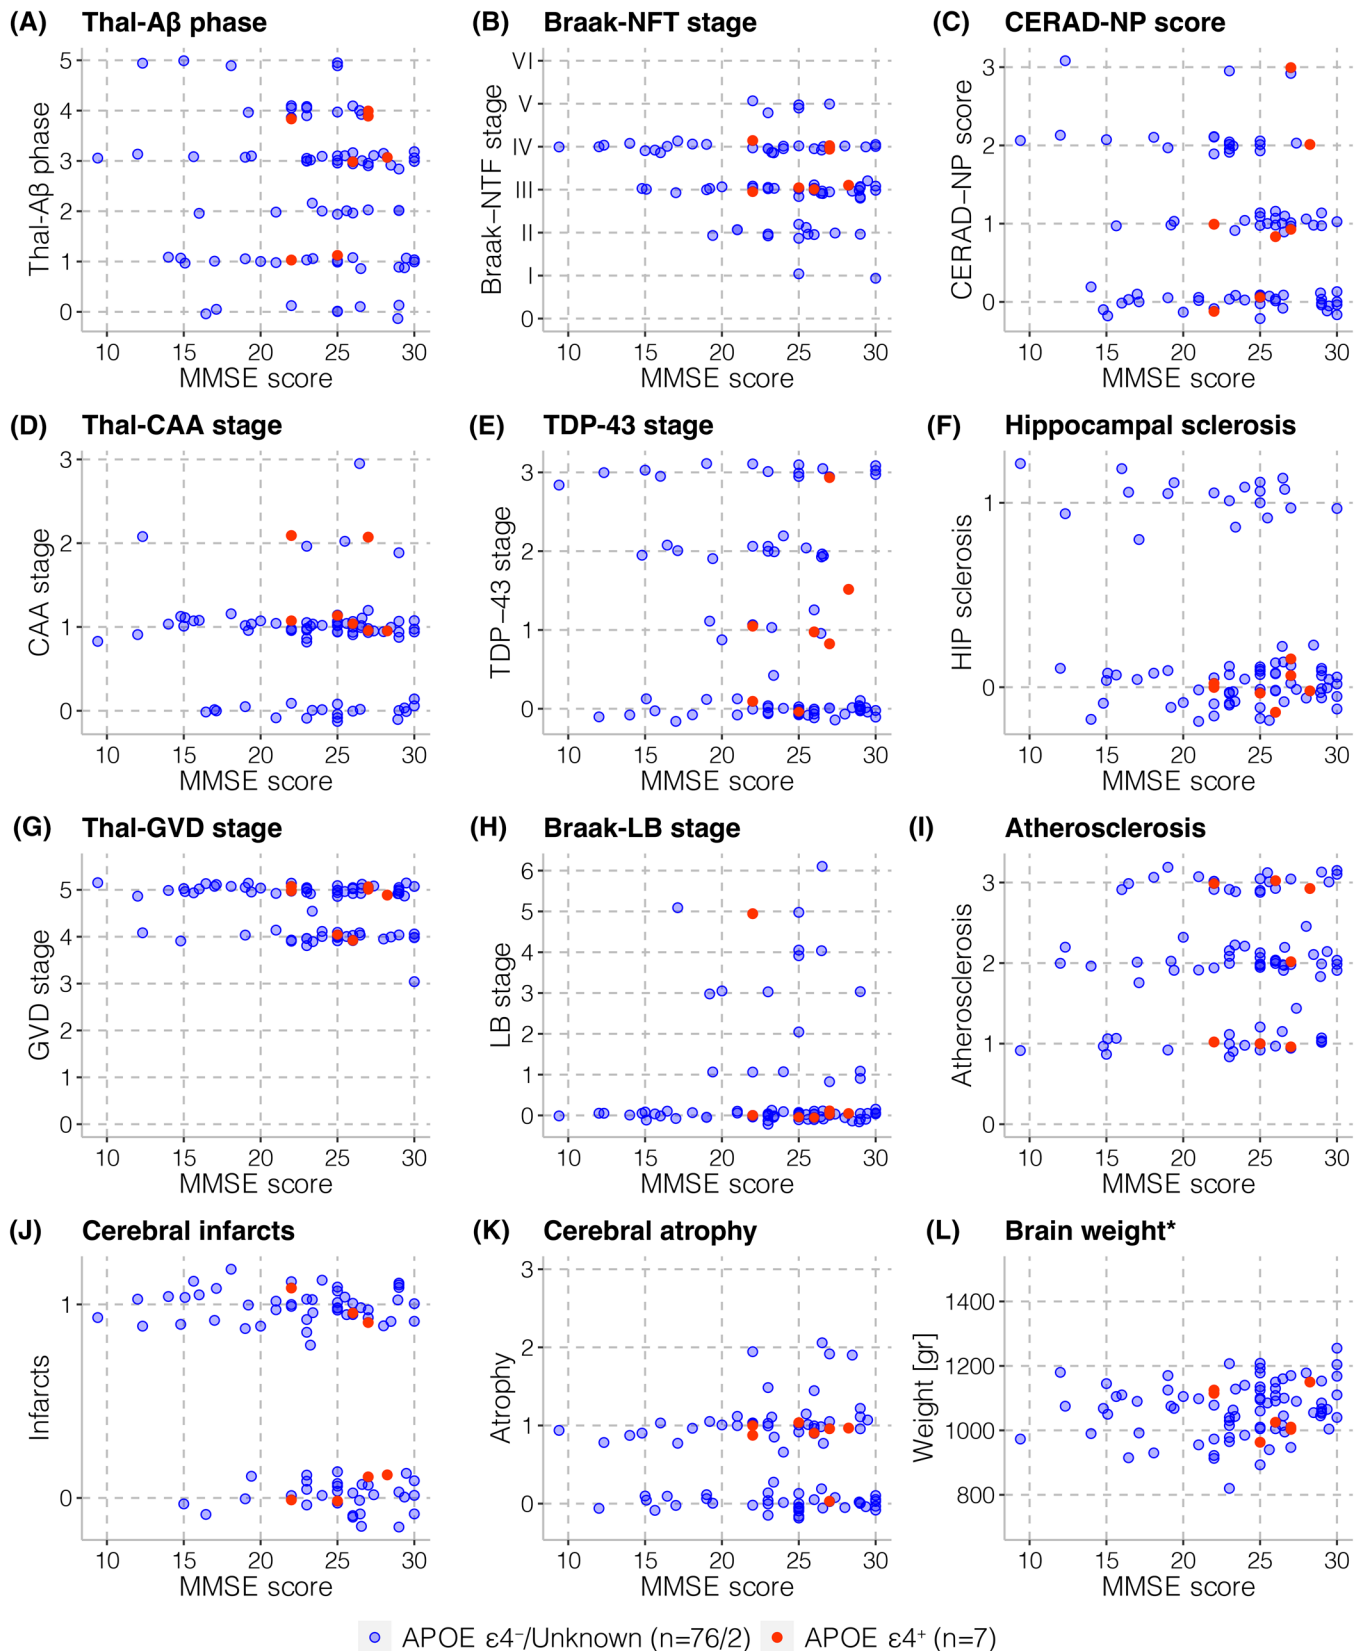 (A) Thal-Aβ phase
Thal–Aβ phase
5
4
3
2
1
0
10 15 20 25 30
MMSE score
(B) Braak-NFT stage
Braak–NTF stage
VI
V
IV
III
II
I
0
10 15 20 25 30
MMSE score
(C) CERAD-NP score
CERAD–NP score
3
2
1
0
10 15 20 25 30
MMSE score
(D) Thal-CAA stage
CAA stage
3
2
1
0
10 15 20 25 30
MMSE score
(E) TDP-43 stage
TDP–43 stage
3
2
1
0
10 15 20 25 30
MMSE score
(F) Hippocampal sclerosis
HIP sclerosis
1
0
10 15 20 25 30
MMSE score
(G) Thal-GVD stage
GVD stage
5
4
3
2
1
0
10 15 20 25 30
MMSE score
(H) Braak-LB stage
LB stage
6
5
4
3
2
1
0
10 15 20 25 30
MMSE score
(I) Atherosclerosis
Atherosclerosis
3
2
1
0
10 15 20 25 30
MMSE score
(J) Cerebral infarcts
Infarcts
1
0
10 15 20 25 30
MMSE score
(K) Cerebral atrophy
Atrophy
3
2
1
0
10 15 20 25 30
MMSE score
(L) Brain weight*
Weight [gr]
1400
1200
1000
800
10 15 20 25 30
MMSE score
APOE ε4⁻/Unknown (n=76/2) APOE ε4⁺ (n=7)